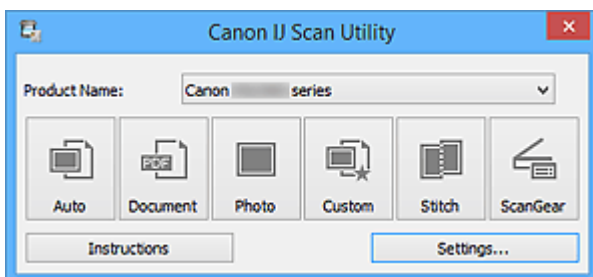 Canon IJ Scan Utility
Product Name: Canon series
PDF
Auto Document Photo Custom Stitch ScanGear
Instructions Settings...